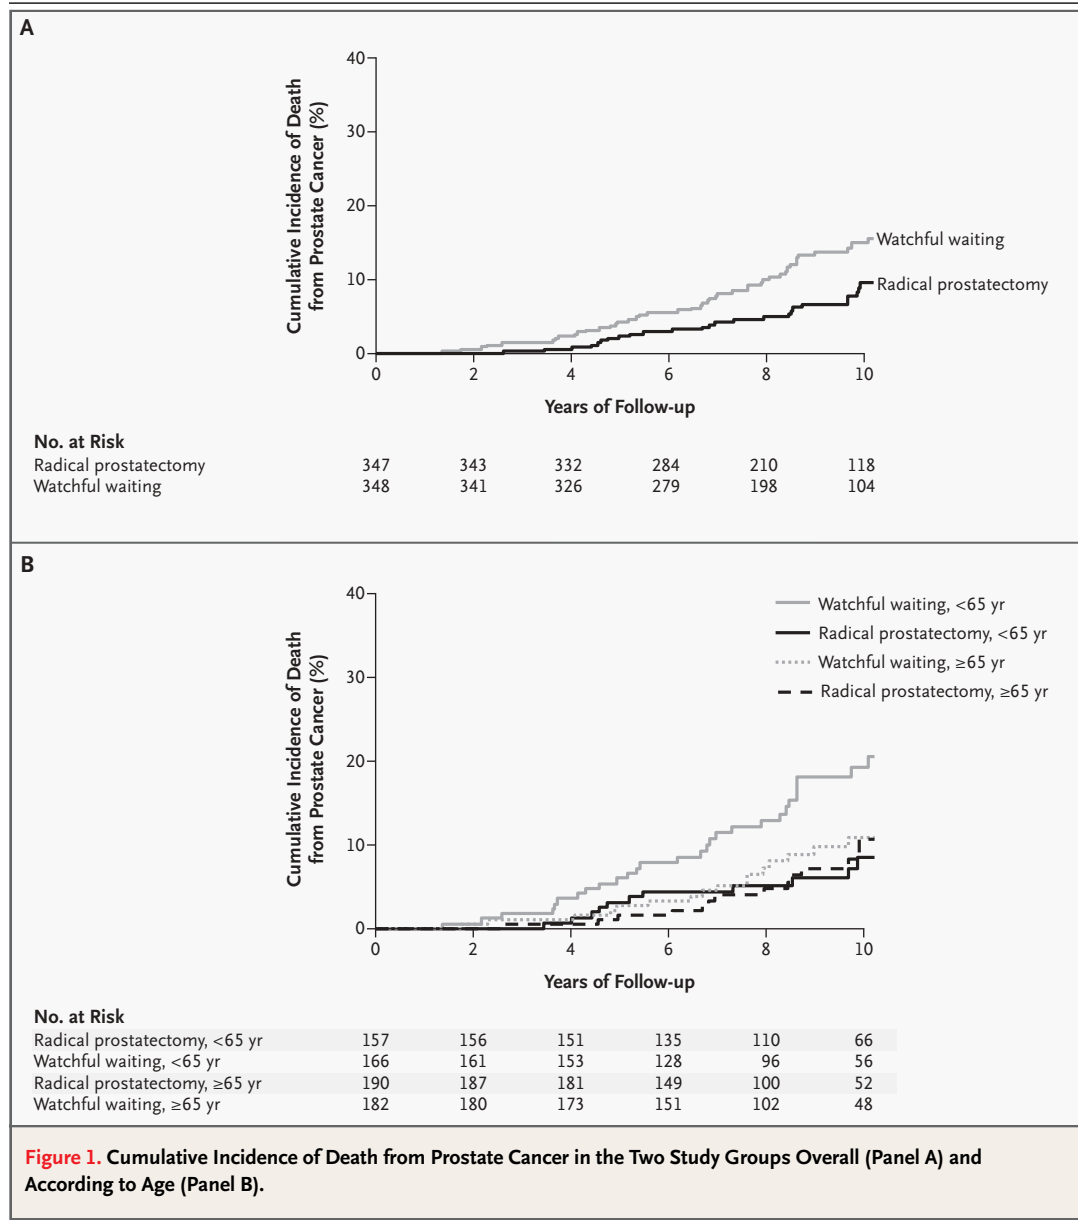 A
Cumulative Incidence of Death
from Prostate Cancer (%)
40
30
20
10
0
Watchful waiting
Radical prostatectomy
0 2 4 6 8 10
Years of Follow-up
No. at Risk
Radical prostatectomy 347 343 332 284 210 118
Watchful waiting 348 341 326 279 198 104
B
Cumulative Incidence of Death
from Prostate Cancer (%)
40
30
20
10
0
Watchful waiting, <65 yr
Radical prostatectomy, <65 yr
Watchful waiting, ≥65 yr
Radical prostatectomy, ≥65 yr
0 2 4 6 8 10
Years of Follow-up
No. at Risk
Radical prostatectomy, <65 yr 157 156 151 135 110 66
Watchful waiting, <65 yr 166 161 153 128 96 56
Radical prostatectomy, ≥65 yr 190 187 181 149 100 52
Watchful waiting, ≥65 yr 182 180 173 151 102 48
Figure 1. Cumulative Incidence of Death from Prostate Cancer in the Two Study Groups Overall (Panel A) and
According to Age (Panel B).